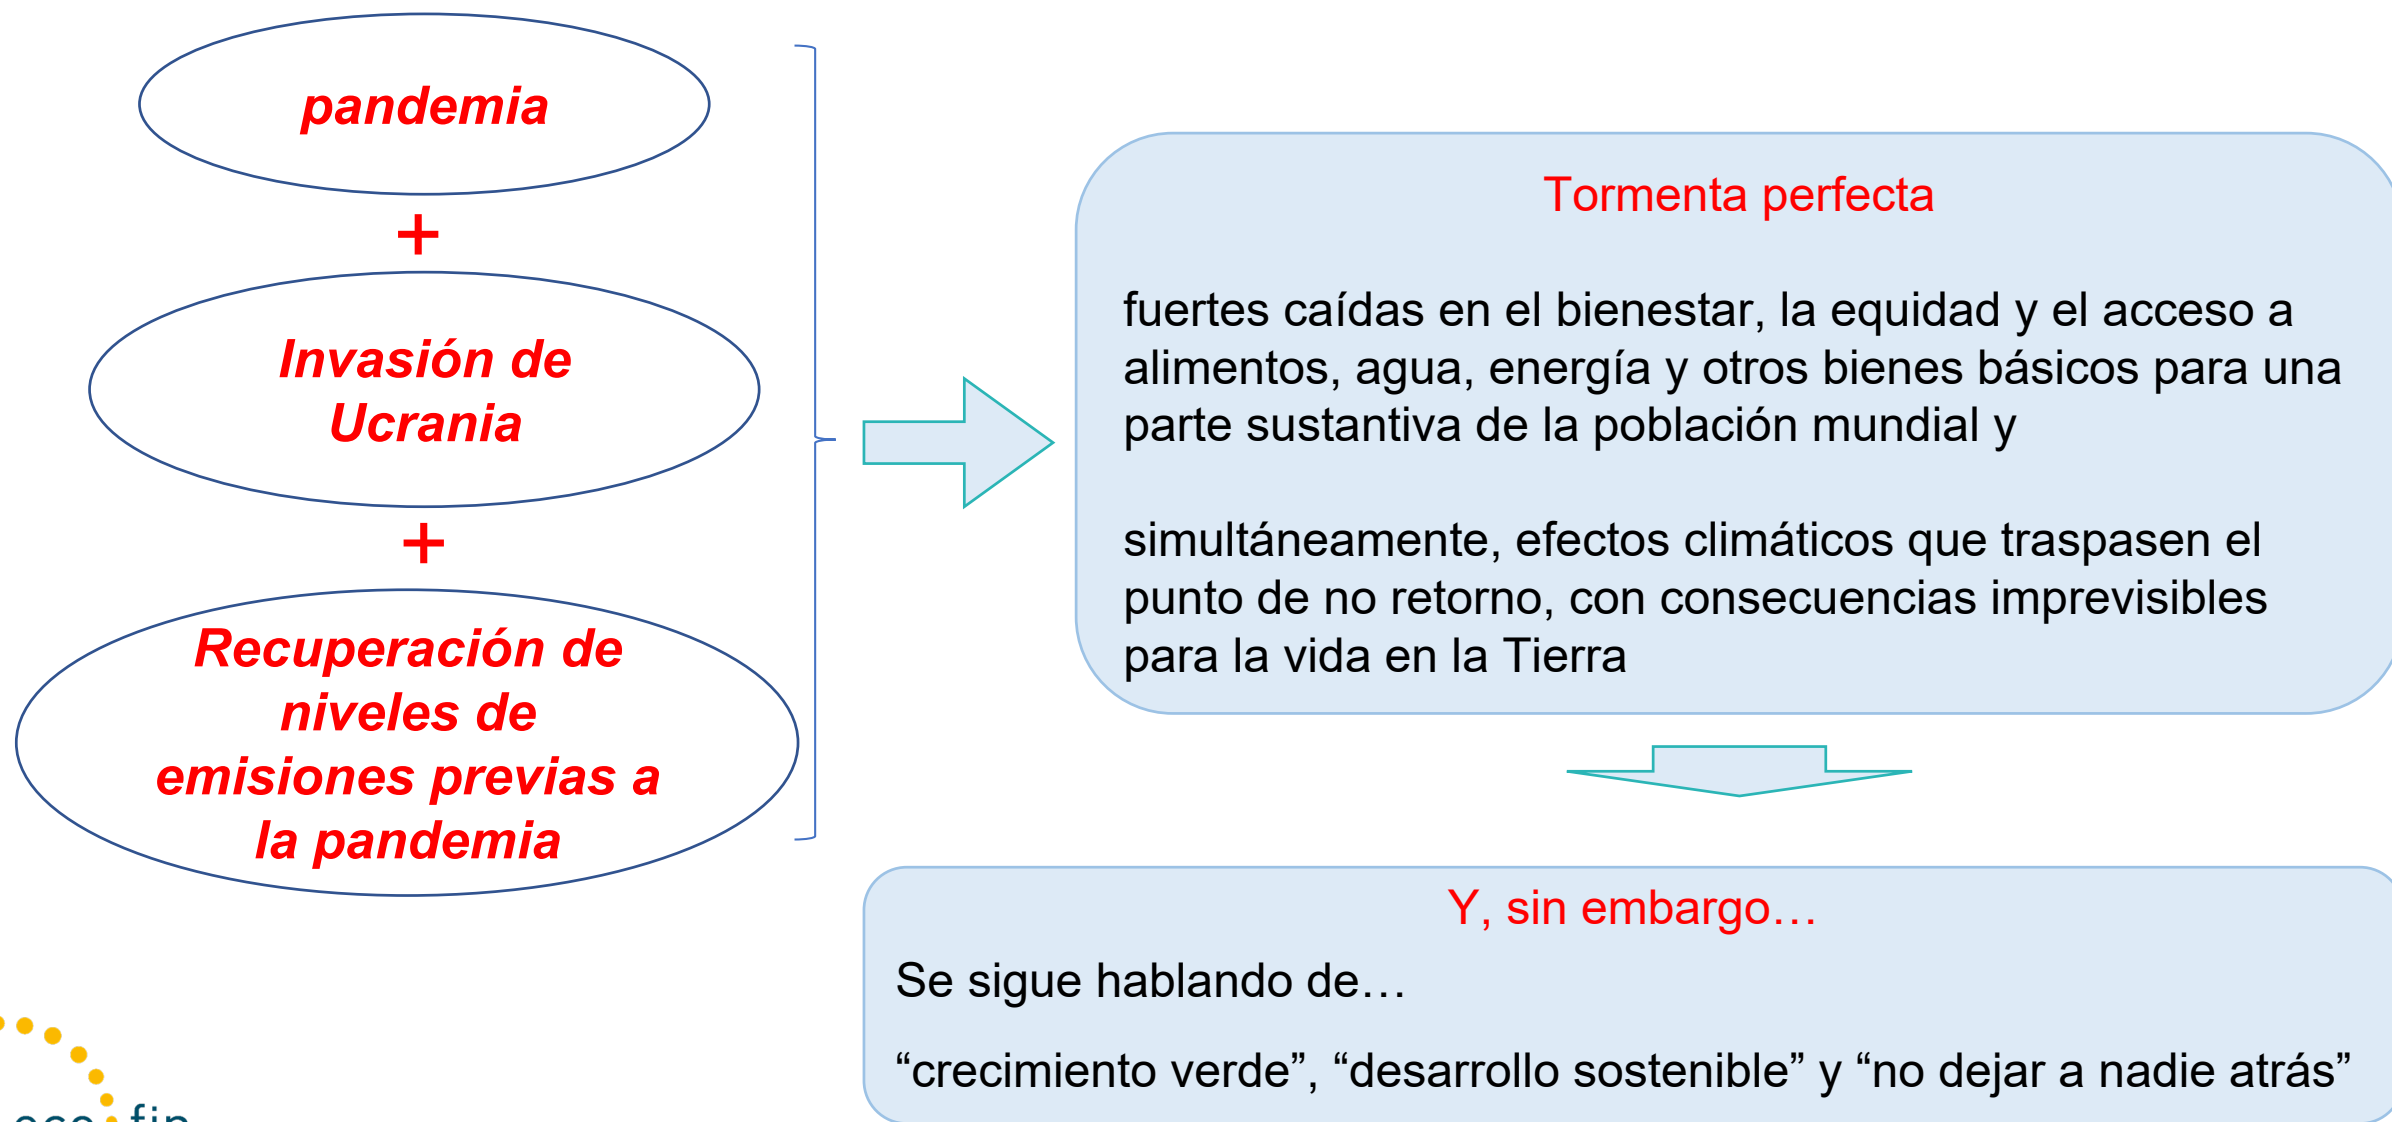 pandemia
+
Invasión de
Ucrania
+
Recuperación de
niveles de
emisiones previas a
la pandemia
Tormenta perfecta
fuertes caídas en el bienestar, la equidad y el acceso a
alimentos, agua, energía y otros bienes básicos para una
parte sustantiva de la población mundial y
simultáneamente, efectos climáticos que traspasen el
punto de no retorno, con consecuencias imprevisibles
para la vida en la Tierra
Y, sin embargo…
Se sigue hablando de…
“crecimiento verde”, “desarrollo sostenible” y “no dejar a nadie atrás”